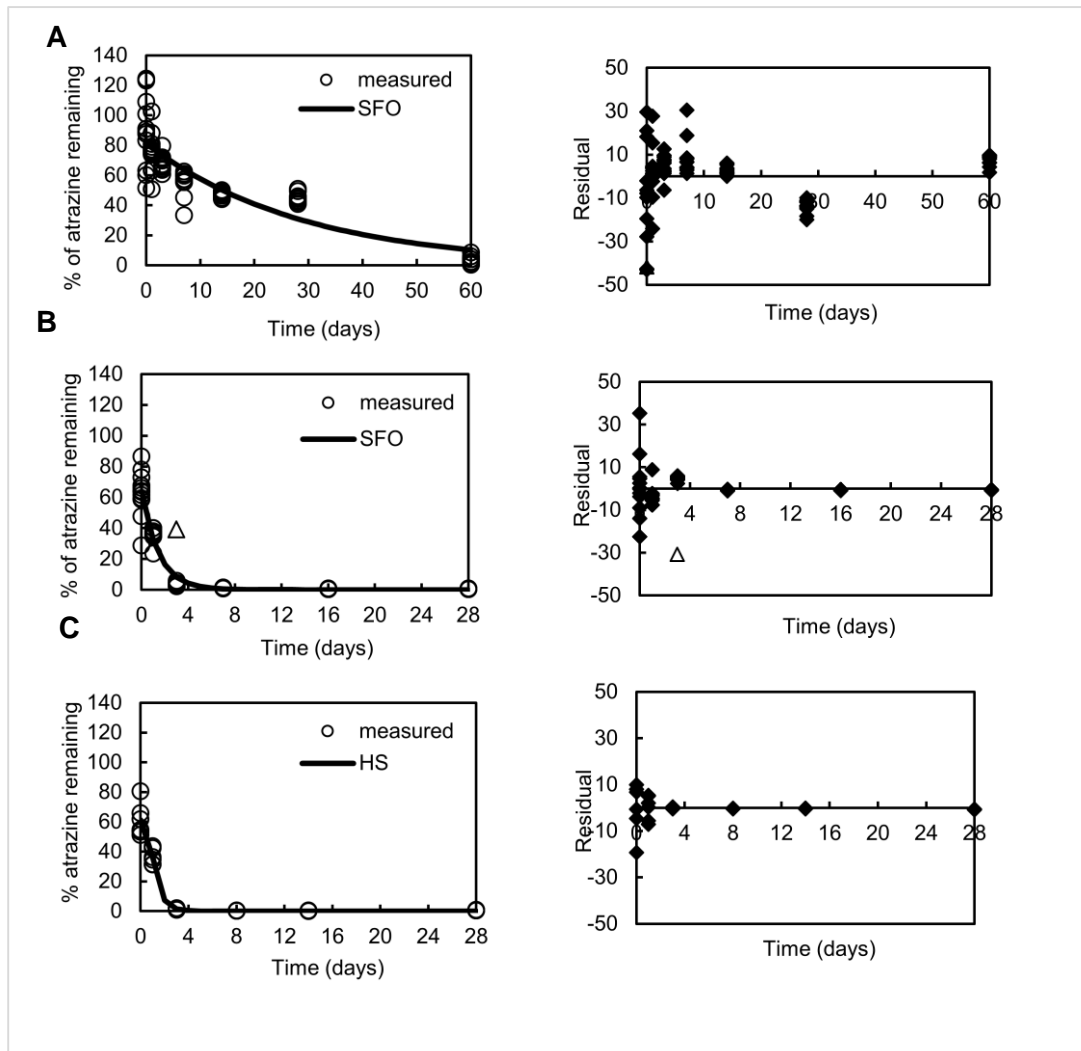 A
% of atrazine remaining
140
120
100
80
60
40
20
0
measured
SFO
0 10 20 30 40 50 60
Time (days)
Residual
30
10
-10
-30
-50
0 10 20 30 40 50 60
Time (days)
B
% of atrazine remaining
140
120
100
80
60
40
20
0
measured
SFO
0 4 8 12 16 20 24 28
Time (days)
Residual
50
30
10
-10
-30
-50
0 4 8 12 16 20 24 28
Time (days)
C
% atrazine remaining
140
120
100
80
60
40
20
0
measured
HS
0 4 8 12 16 20 24 28
Time (days)
Residual
50
30
10
-10
-30
-50
0 4 8 12 16 20 24 28
Time (days)